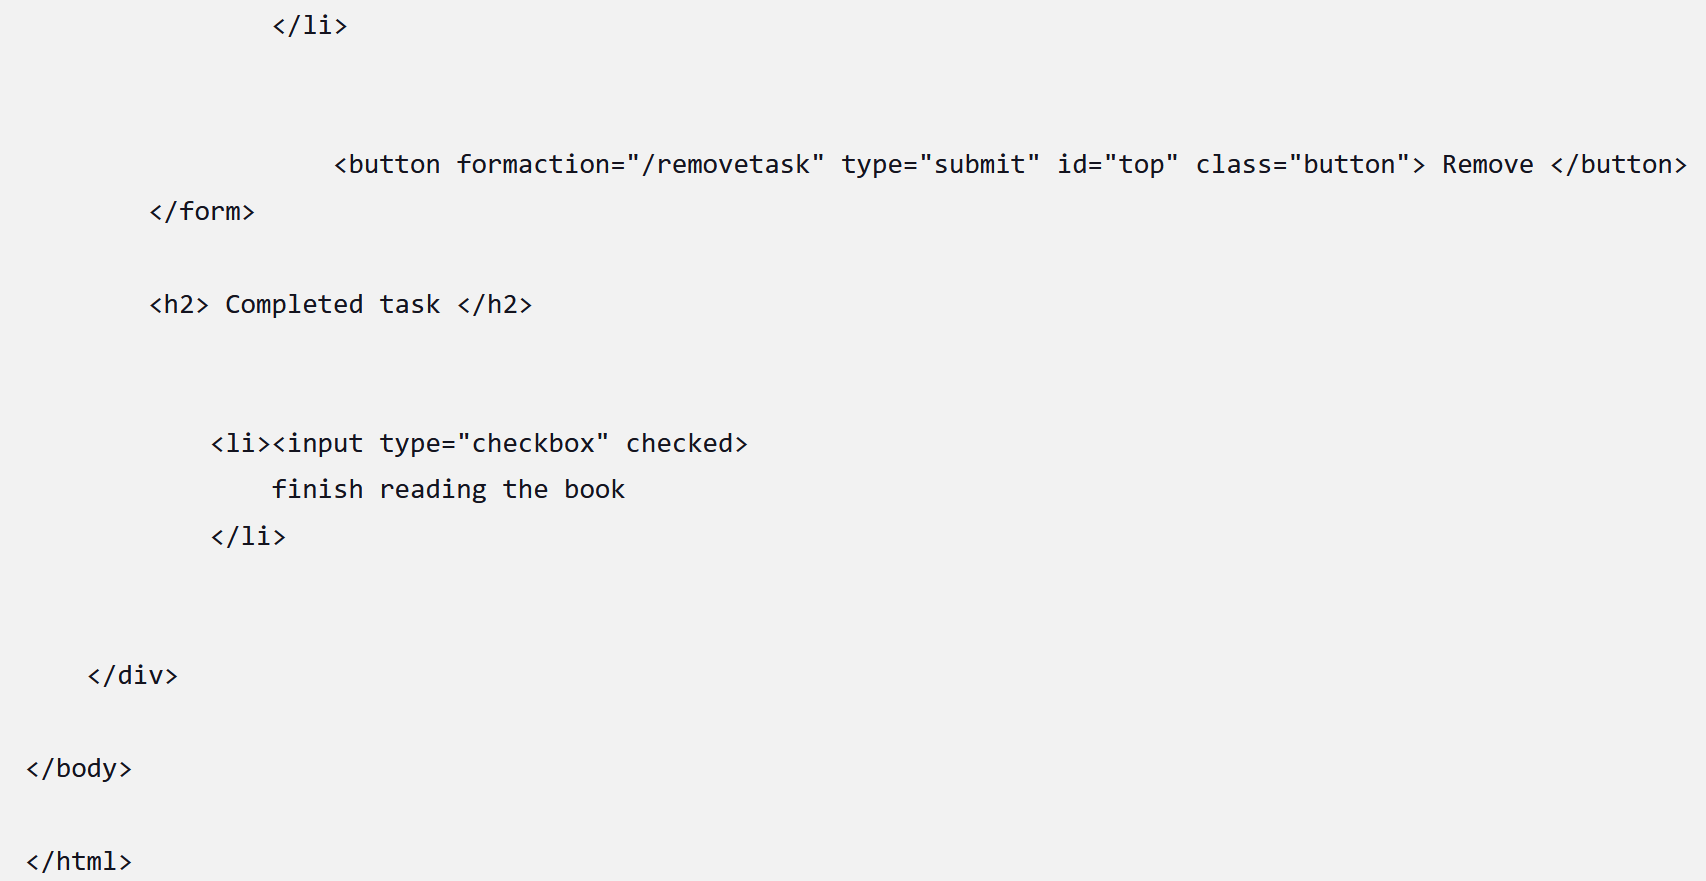 </li>
<button formaction="/removetask" type="submit" id="top" class="button"> Remove </button>
</form>
<h2> Completed task </h2>
<li><input type="checkbox" checked>
finish reading the book
</li>
</div>
</body>
</html>